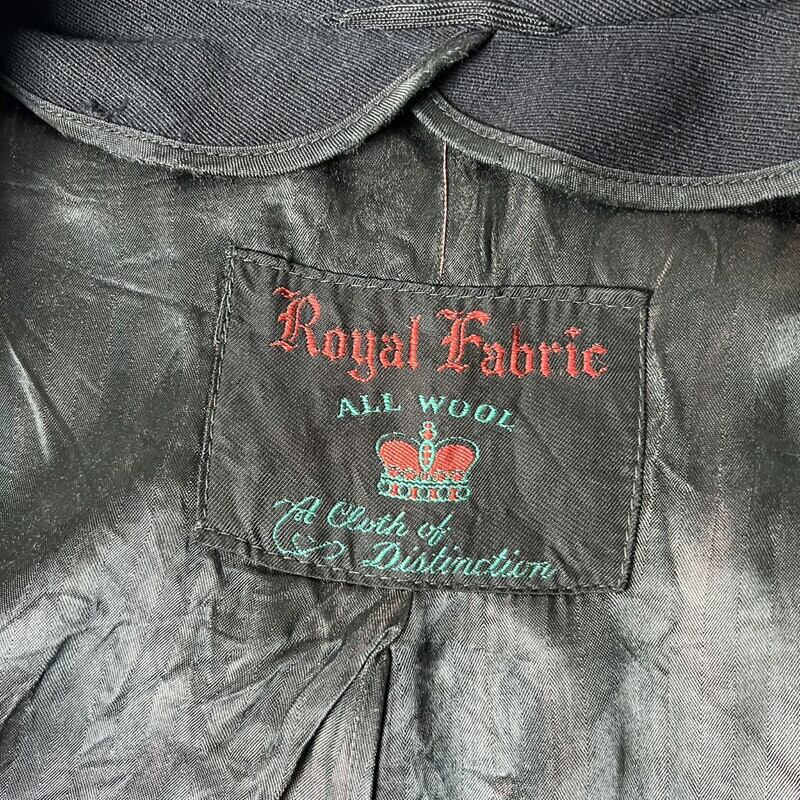 Royal Fabric
ALL WOOL
A Cloth of
Distinction